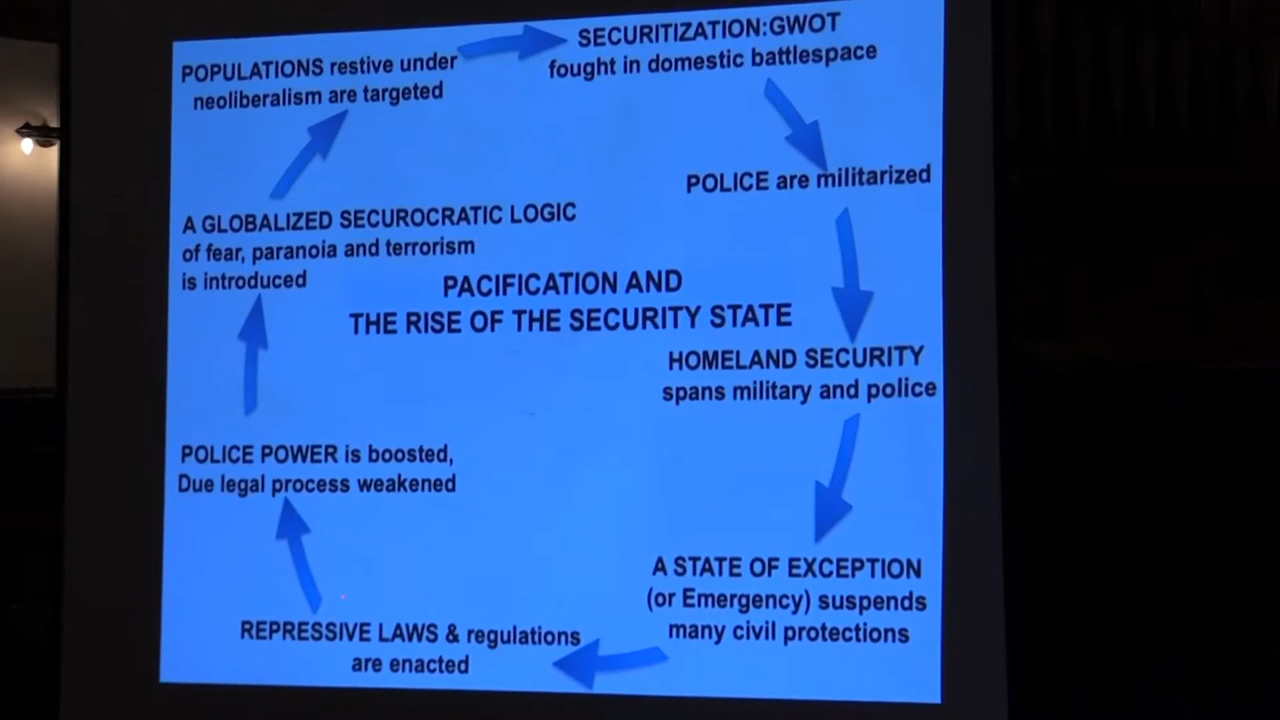 POPULATIONS restive under
neoliberalism are targeted
SECURITIZATION:GWOT
fought in domestic battlespace
POLICE are militarized
HOMELAND SECURITY
spans military and police
A STATE OF EXCEPTION
(or Emergency) suspends
many civil protections
REPRESSIVE LAWS & regulations
are enacted
POLICE POWER is boosted,
Due legal process weakened
A GLOBALIZED SECUROCRATIC LOGIC
of fear, paranoia and terrorism
is introduced
PACIFICATION AND
THE RISE OF THE SECURITY STATE